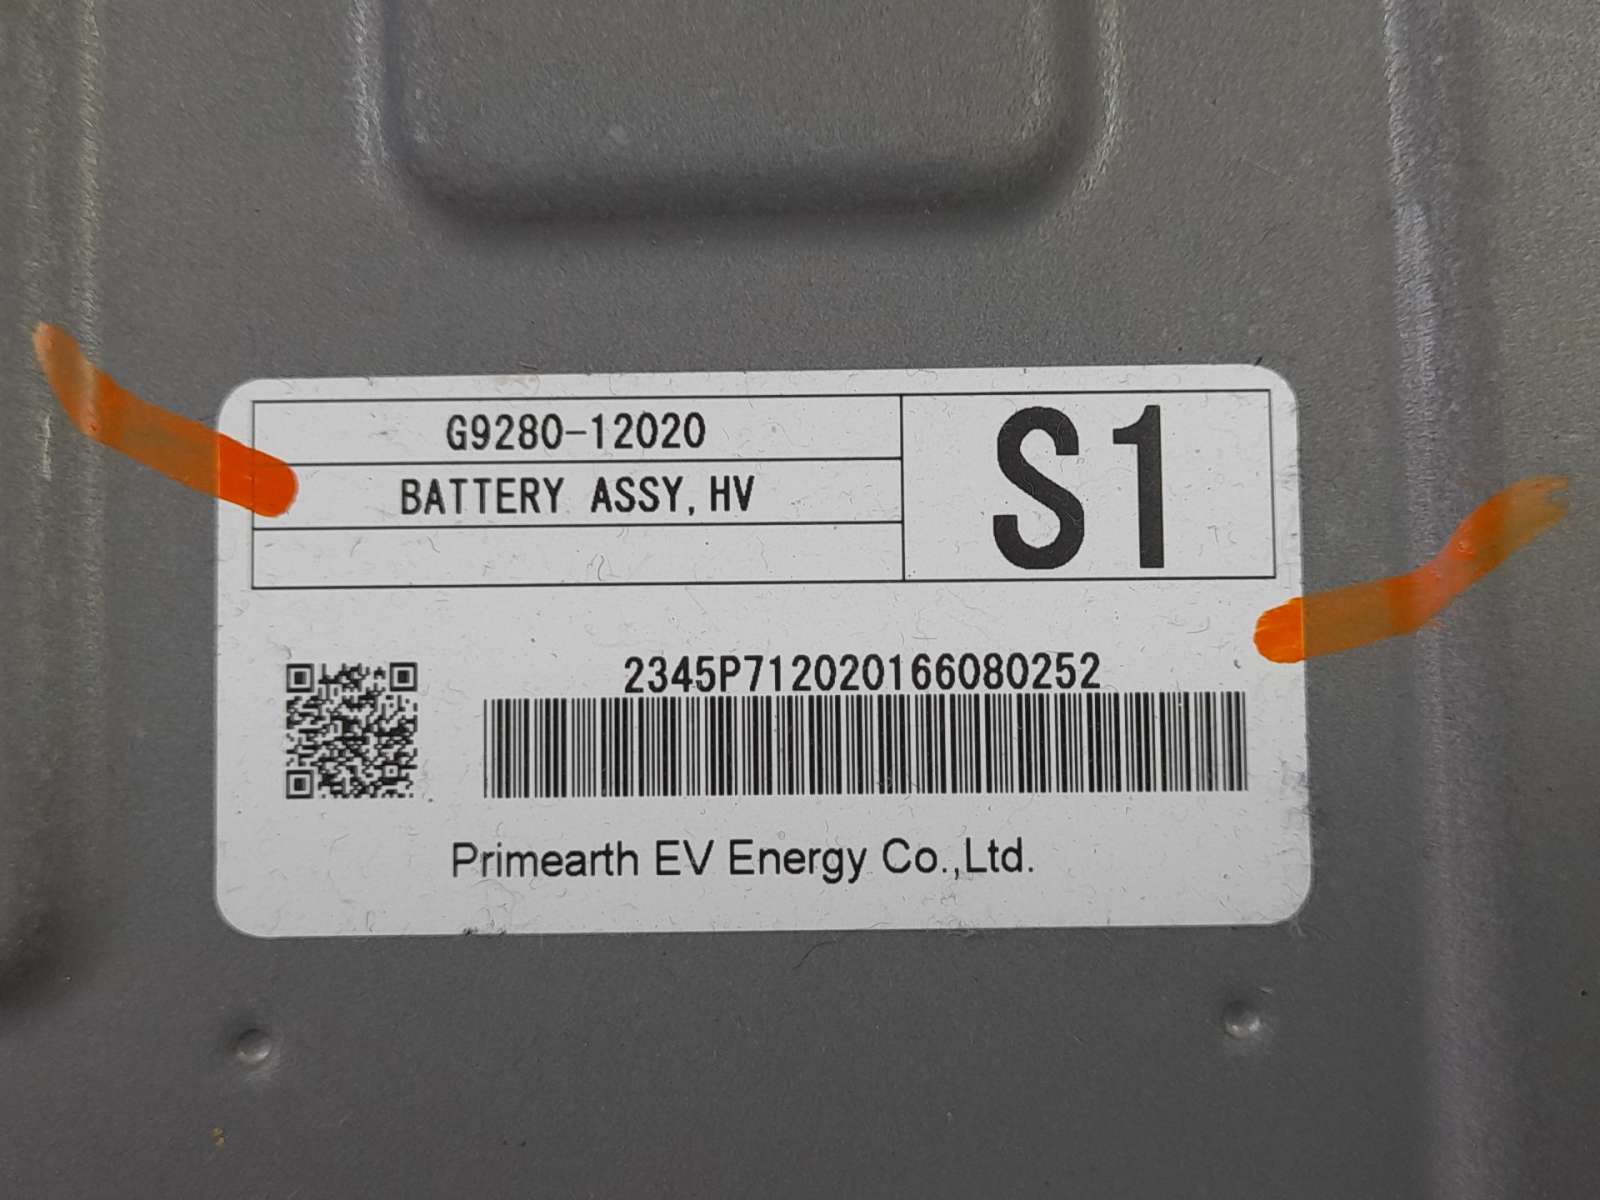 G9280-12020
BATTERY ASSY, HV
S1
2345P712020166080252
Primearth EV Energy Co.,Ltd.